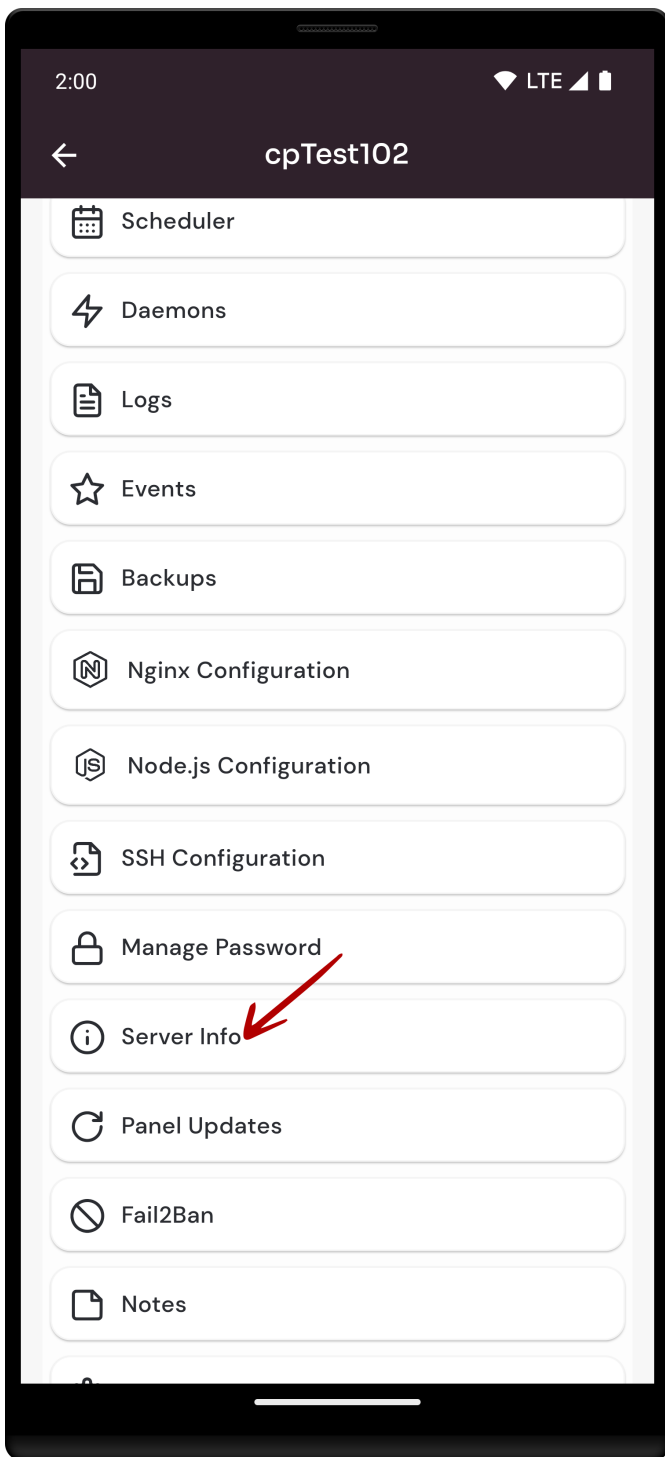 2:00
LTE
cpTest102
Scheduler
Daemons
Logs
Events
Backups
Nginx Configuration
Node.js Configuration
SSH Configuration
Manage Password
Server Info
Panel Updates
Fail2Ban
Notes